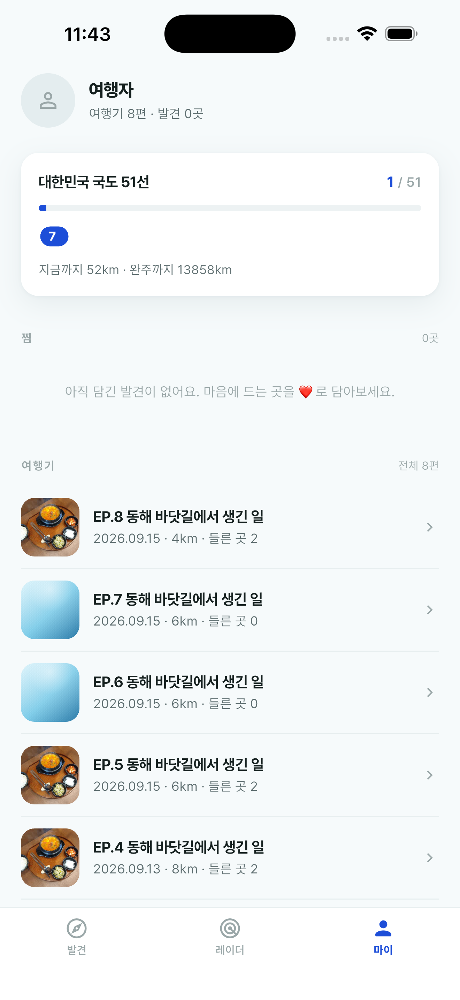 11:43
여행자
여행기 8편 · 발견 0곳
대한민국 국도 51선
1 / 51
7
지금까지 52km · 완주까지 13858km
찜
0곳
아직 담긴 발견이 없어요. 마음에 드는 곳을 ❤️ 로 담아보세요.
여행기
전체 8편
EP.8 동해 바닷길에서 생긴 일
2026.09.15 · 4km · 들른 곳 2
EP.7 동해 바닷길에서 생긴 일
2026.09.15 · 6km · 들른 곳 0
EP.6 동해 바닷길에서 생긴 일
2026.09.15 · 6km · 들른 곳 0
EP.5 동해 바닷길에서 생긴 일
2026.09.15 · 6km · 들른 곳 2
EP.4 동해 바닷길에서 생긴 일
2026.09.13 · 8km · 들른 곳 2
발견
레이더
마이